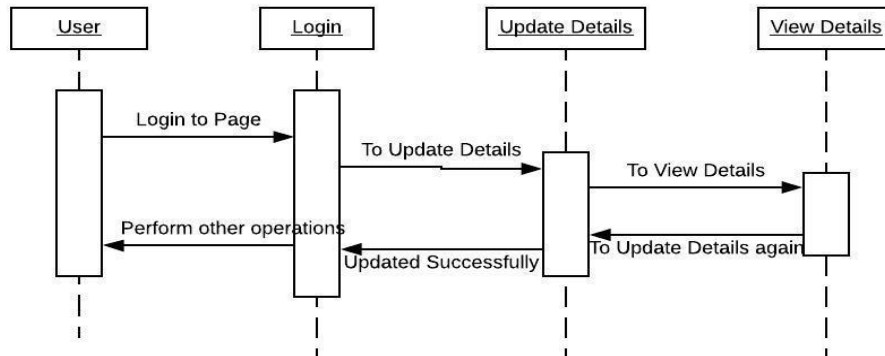 User
Login
Update Details
View Details
Login to Page
To Update Details
To View Details
Perform other operations
Updated Successfully
To Update Details again